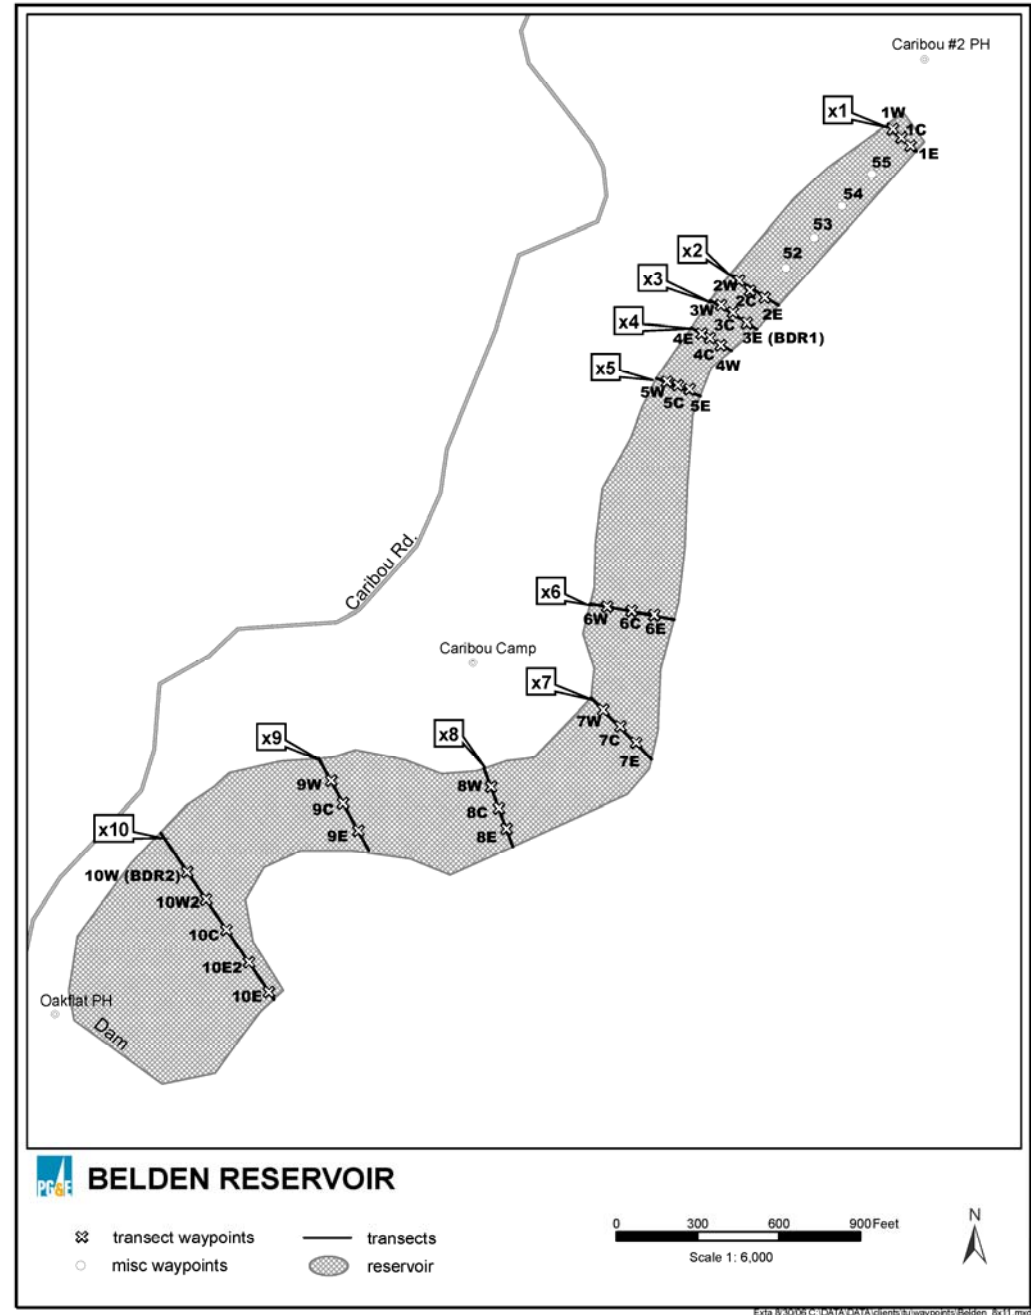 Caribou #2 PH
x1
1W
1C
1E
55
54
53
52
x2
2W
2C
2E
x3
3W
3C
3E (BDR1)
x4
4E
4C
4W
x5
5W
5C
5E
Caribou Rd.
x6
6W
6C
6E
Caribou Camp
x7
7W
7C
7E
x8
8W
8C
8E
x9
9W
9C
9E
x10
10W (BDR2)
10W2
10C
10E2
10E
Oakflat PH
Dam
PG&E
BELDEN RESERVOIR
transect waypoints
transects
misc waypoints
reservoir
0 300 600 900 Feet
Scale 1: 6,000
N